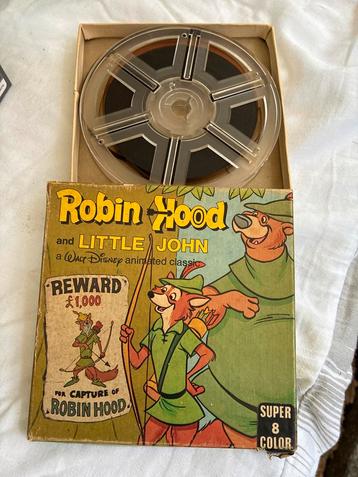 Robin Hood
and LITTLE JOHN
a Walt Disney animated classic
REWARD
£1,000
FOR CAPTURE OF
ROBIN HOOD
SUPER
8
COLOR